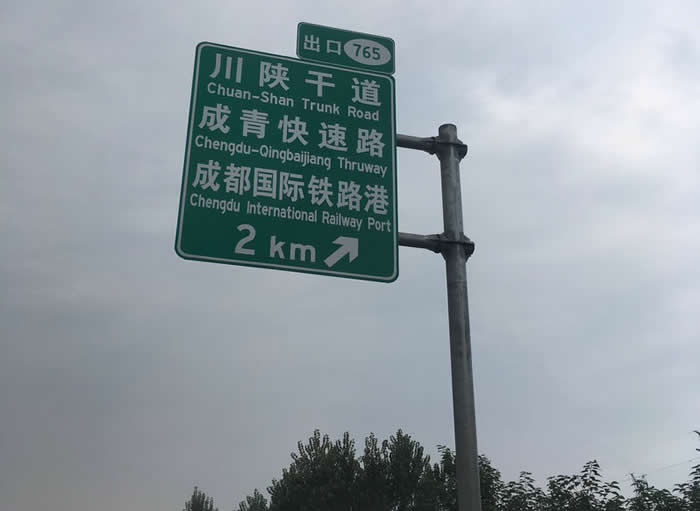 出口 765
川陕干道
Chuan-Shan Trunk Road
成青快速路
Chengdu-Qingbaijiang Thruway
成都国际铁路港
Chengdu International Railway Port
2 km